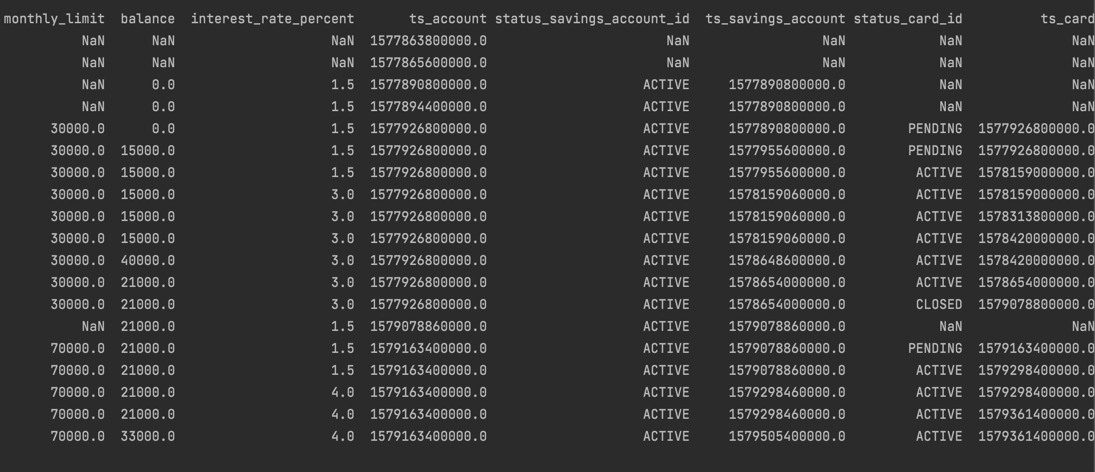 monthly_limit balance interest_rate_percent ts_account status_savings_account_id ts_savings_account status_card_id ts_card
NaN NaN NaN 1577863800000.0 NaN NaN NaN NaN
NaN NaN NaN 1577865600000.0 NaN NaN NaN NaN
NaN 0.0 1.5 1577890800000.0 ACTIVE 1577890800000.0 NaN NaN
NaN 0.0 1.5 1577894400000.0 ACTIVE 1577890800000.0 NaN NaN
30000.0 0.0 1.5 1577926800000.0 ACTIVE 1577890800000.0 PENDING 1577926800000.0
30000.0 15000.0 1.5 1577926800000.0 ACTIVE 1577955600000.0 PENDING 1577926800000.0
30000.0 15000.0 1.5 1577926800000.0 ACTIVE 1577955600000.0 ACTIVE 1578159000000.0
30000.0 15000.0 3.0 1577926800000.0 ACTIVE 1578159060000.0 ACTIVE 1578159000000.0
30000.0 15000.0 3.0 1577926800000.0 ACTIVE 1578159060000.0 ACTIVE 1578313800000.0
30000.0 15000.0 3.0 1577926800000.0 ACTIVE 1578159060000.0 ACTIVE 1578420000000.0
30000.0 40000.0 3.0 1577926800000.0 ACTIVE 1578648600000.0 ACTIVE 1578420000000.0
30000.0 21000.0 3.0 1577926800000.0 ACTIVE 1578654000000.0 ACTIVE 1578654000000.0
30000.0 21000.0 3.0 1577926800000.0 ACTIVE 1578654000000.0 CLOSED 1579078800000.0
NaN 21000.0 1.5 1579078860000.0 ACTIVE 1579078860000.0 NaN NaN
70000.0 21000.0 1.5 1579163400000.0 ACTIVE 1579078860000.0 PENDING 1579163400000.0
70000.0 21000.0 1.5 1579163400000.0 ACTIVE 1579078860000.0 ACTIVE 1579298400000.0
70000.0 21000.0 4.0 1579163400000.0 ACTIVE 1579298460000.0 ACTIVE 1579298400000.0
70000.0 21000.0 4.0 1579163400000.0 ACTIVE 1579298460000.0 ACTIVE 1579361400000.0
70000.0 33000.0 4.0 1579163400000.0 ACTIVE 1579505400000.0 ACTIVE 1579361400000.0